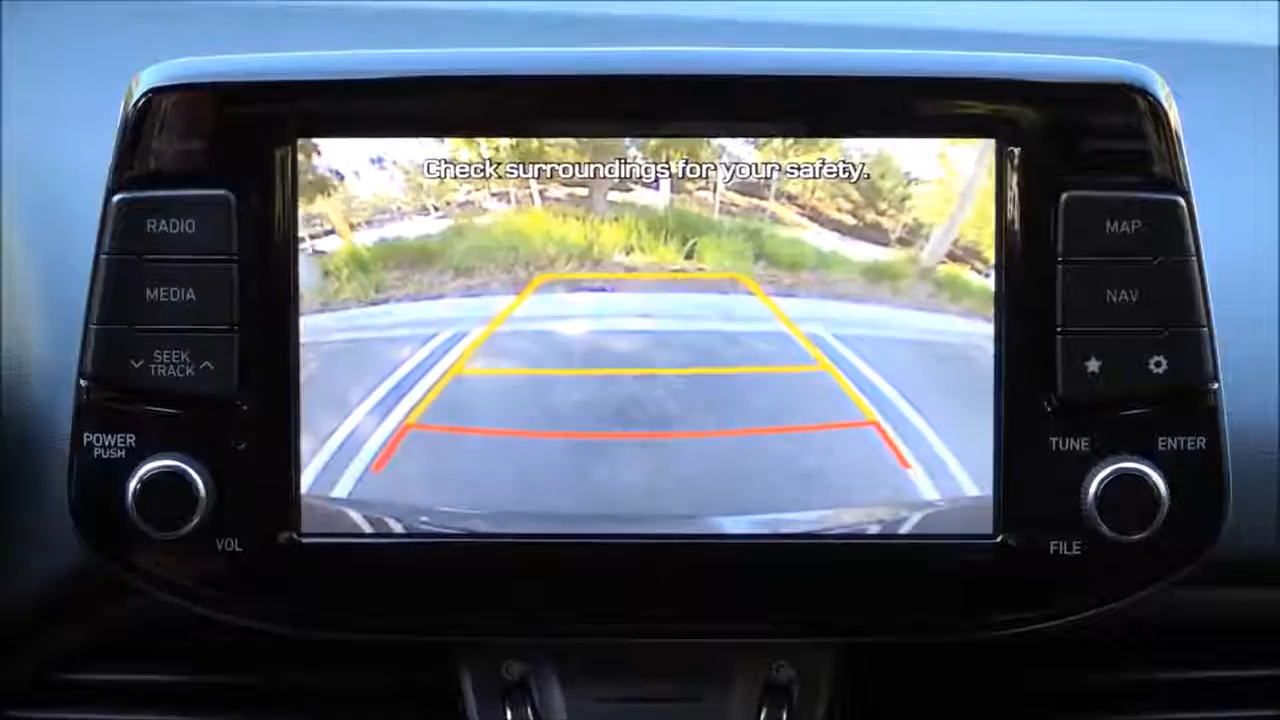 Check surroundings for your safety.
RADIO
MEDIA
SEEK
TRACK
POWER
PUSH
VOL
MAP
NAV
TUNE
ENTER
FILE